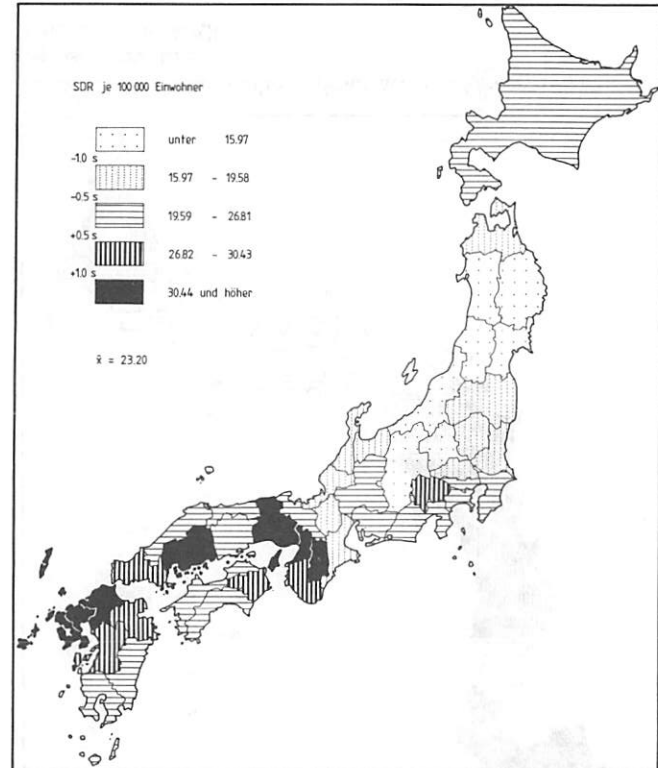 SDR je 100 000 Einwohner
unter 15.97
-1.0 s
15.97 - 19.58
-0.5 s
19.59 - 26.81
+0.5 s
26.82 - 30.43
+1.0 s
30.44 und höher
x̄ = 23.20